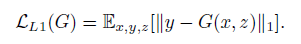 ℒ_{L1}(G) = 𝔼_{x,y,z}[‖y − G(x, z)‖_1].